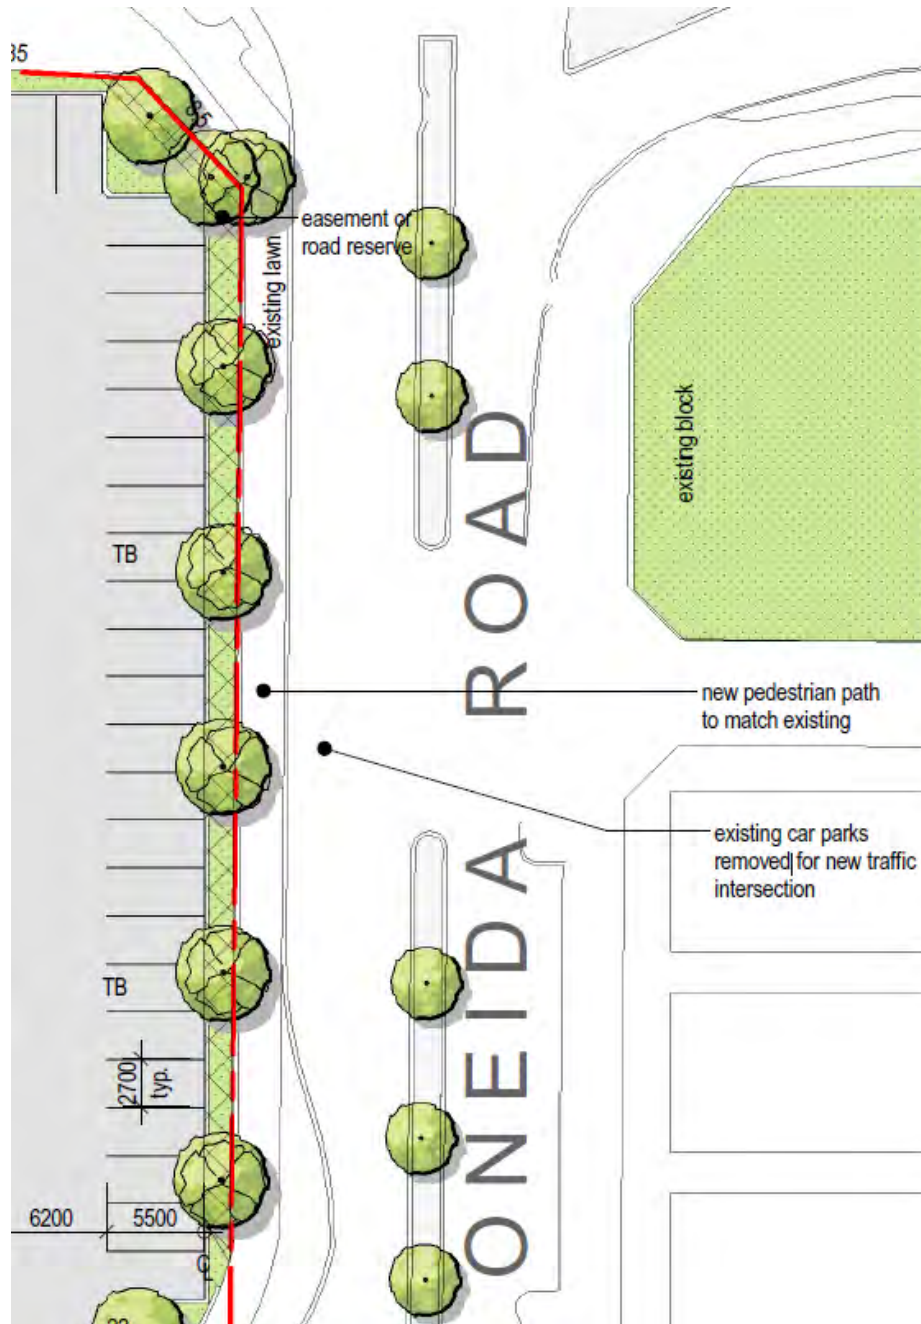 35
85
easement or
road reserve
existing lawn
existing block
TB
new pedestrian path
to match existing
existing car parks
removed for new traffic
intersection
ONEIDA ROAD
TB
2700
typ.
6200
5500